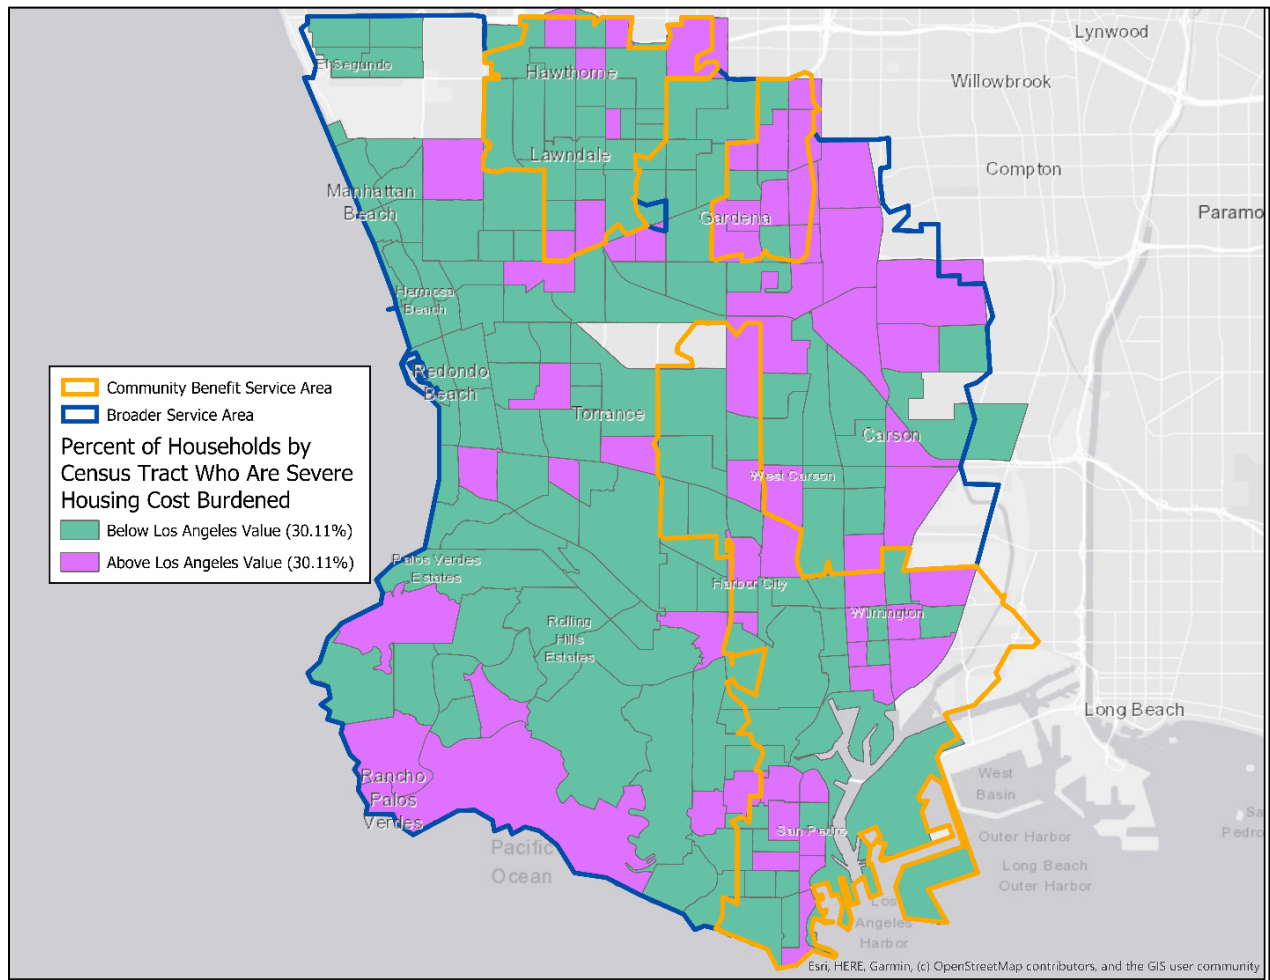 Lynwood
El Segundo
Hawthorne
Willowbrook
Lawndale
Compton
Manhattan
Beach
Gardena
Paramo
Hermosa
Beach
Redondo
Beach
Torrance
Carson
West Carson
Community Benefit Service Area
Broader Service Area
Percent of Households by
Census Tract Who Are Severe
Housing Cost Burdened
Below Los Angeles Value (30.11%)
Above Los Angeles Value (30.11%)
Palos Verdes
Estates
Harbor City
Wilmington
Rolling
Hills
Estates
Long Beach
Rancho
Palos
Verdes
West
Basin
San Pedro
Sa
Pedro
Outer Harbor
Pacific
Ocean
Long Beach
Outer Harbor
Los
Angeles
Harbor
Esri, HERE, Garmin, (c) OpenStreetMap contributors, and the GIS user community